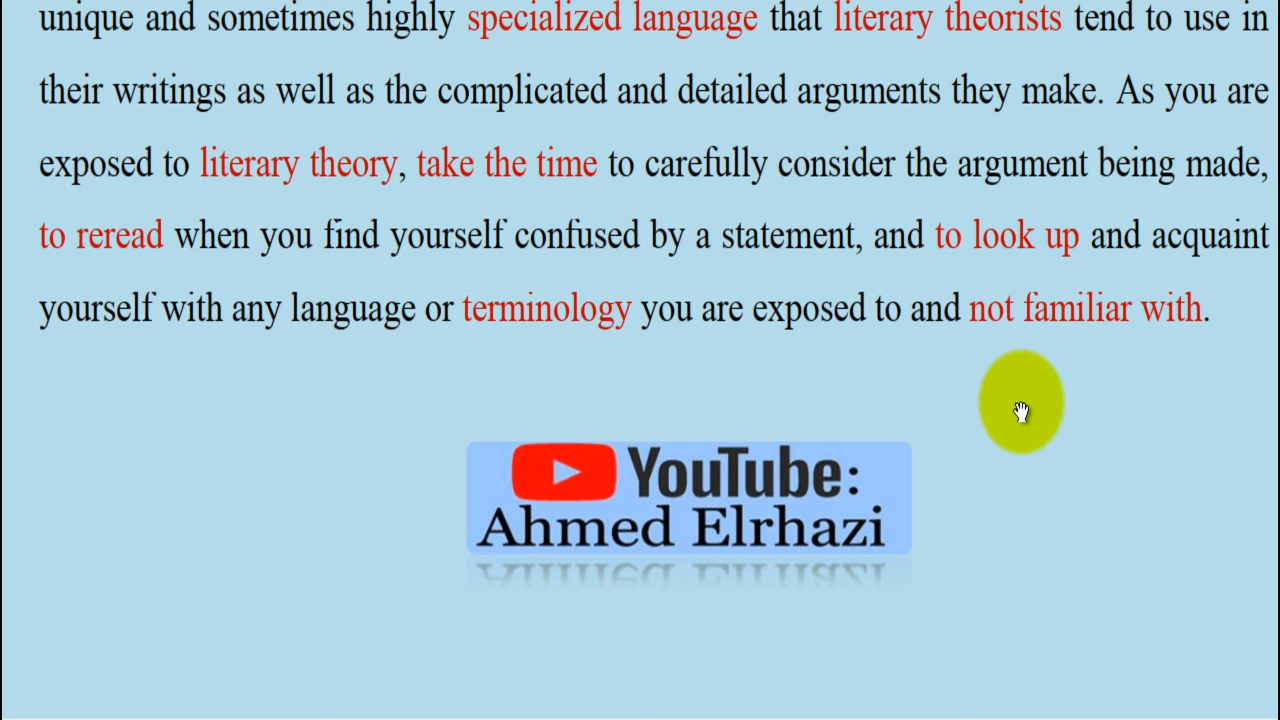 unique and sometimes highly specialized language that literary theorists tend to use in
their writings as well as the complicated and detailed arguments they make. As you are
exposed to literary theory, take the time to carefully consider the argument being made,
to reread when you find yourself confused by a statement, and to look up and acquaint
yourself with any language or terminology you are exposed to and not familiar with.
YouTube:
Ahmed Elrhazi